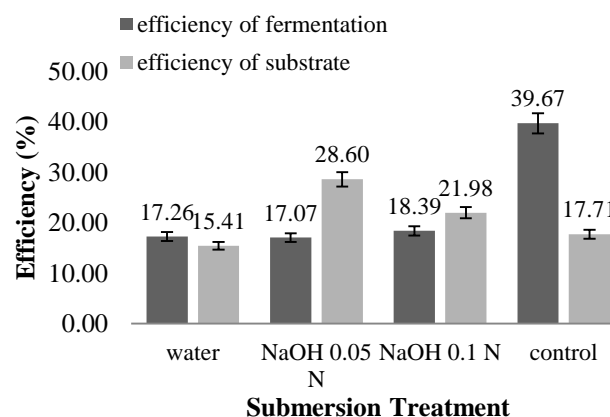 efficiency of fermentation
efficiency of substrate
Efficiency (%)
50.00
40.00
30.00
20.00
10.00
0.00
17.26
15.41
17.07
28.60
18.39
21.98
39.67
17.71
water
NaOH 0.05 N
NaOH 0.1 N
control
Submersion Treatment